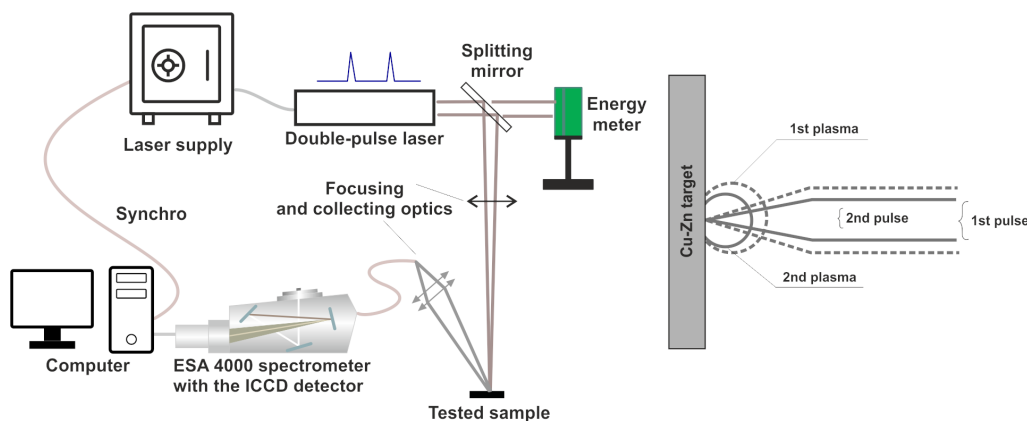 Laser supply
Double-pulse laser
Splitting
mirror
Energy
meter
Focusing
and collecting optics
Synchro
Computer
ESA 4000 spectrometer
with the ICCD detector
Tested sample
Cu-Zn target
1st plasma
2nd pulse
1st pulse
2nd plasma